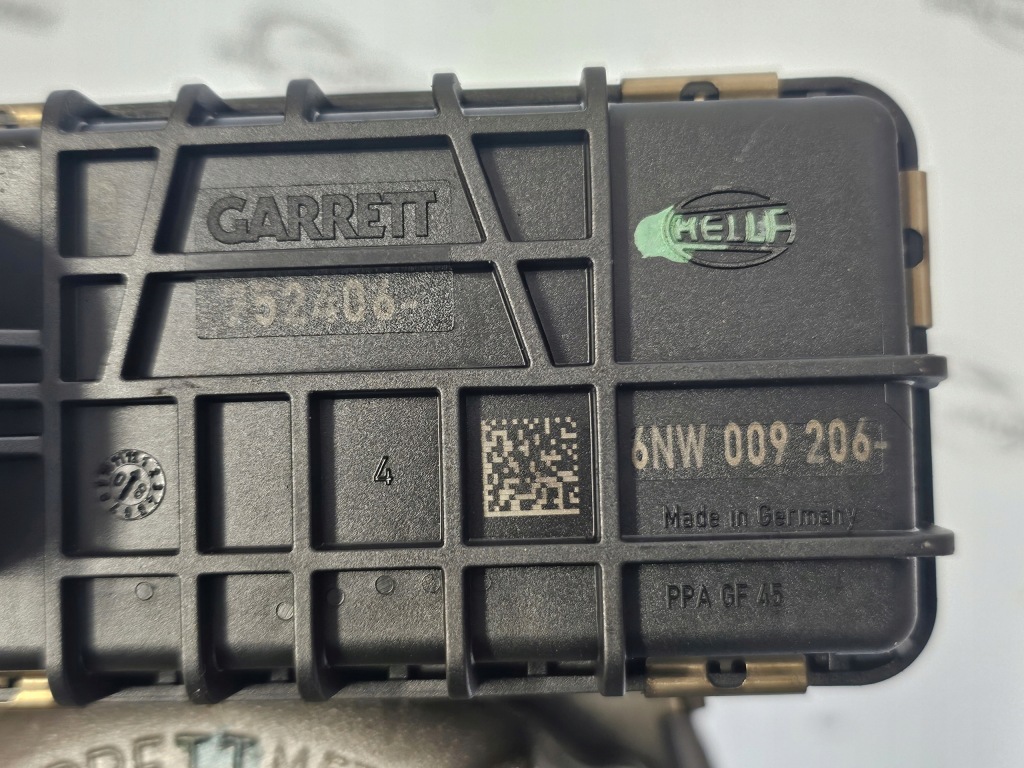 GARRETT
HELLA
752406-
4
6NW 009 206-
Made in Germany
PPA GF 45